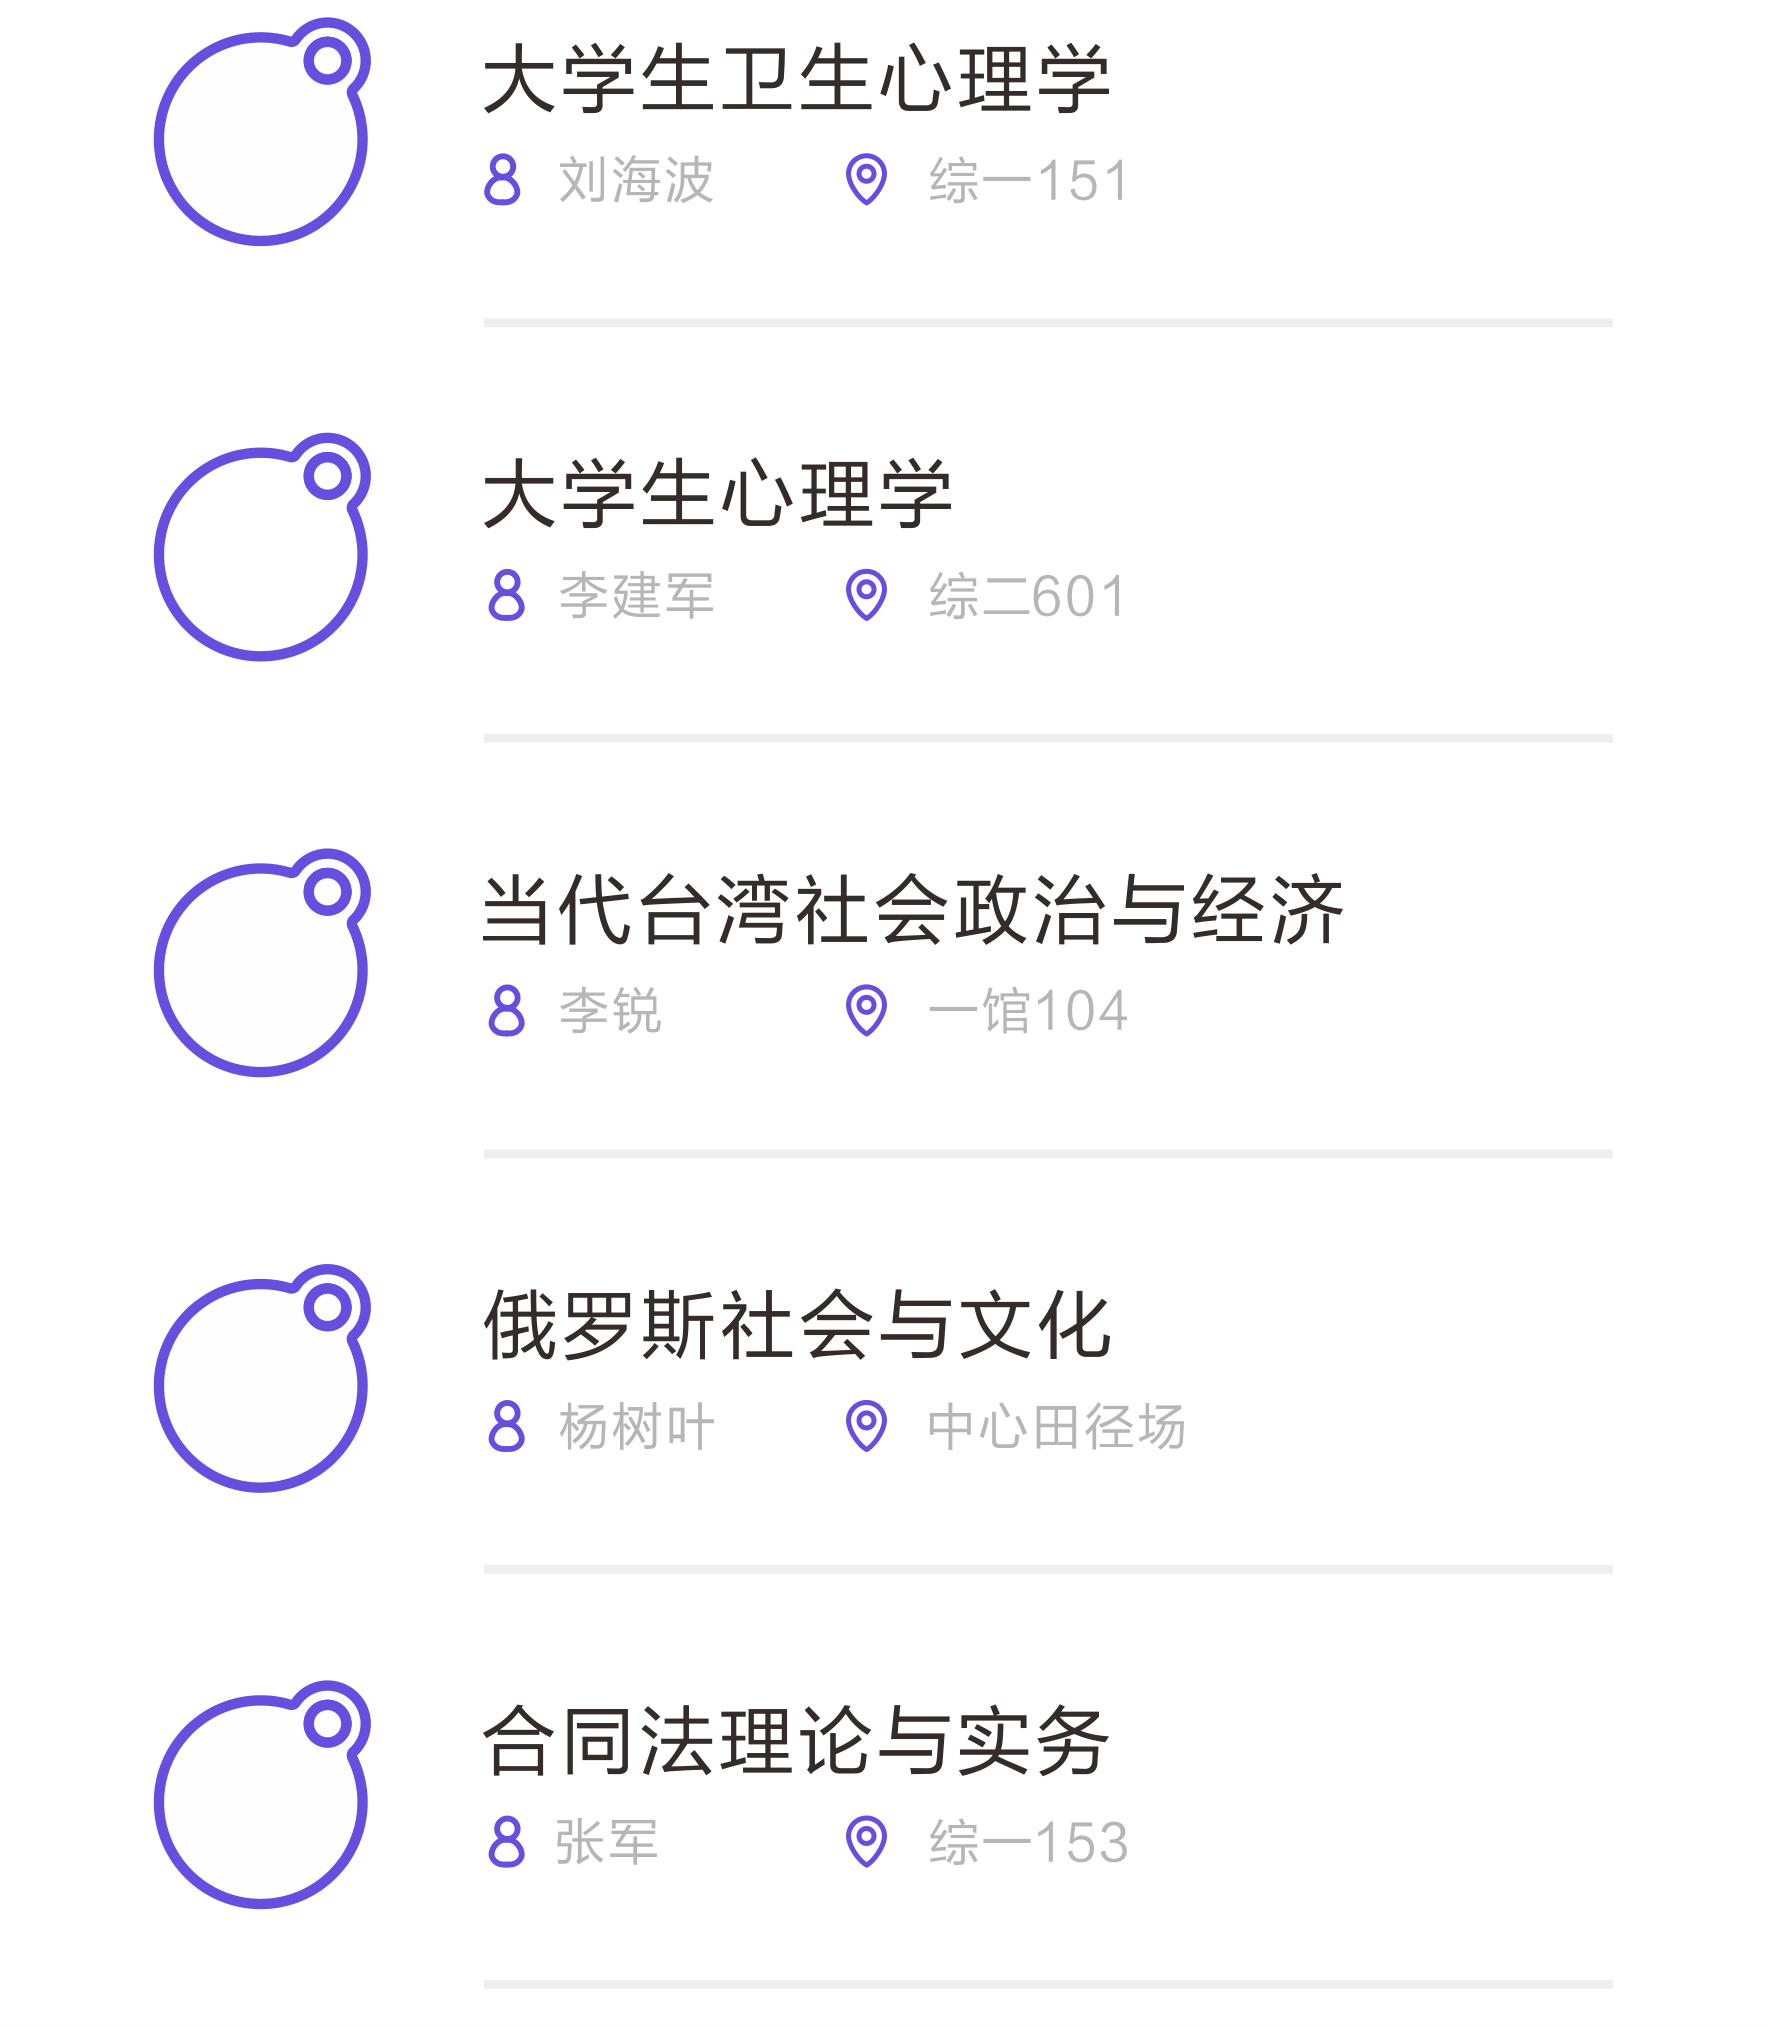 大学生卫生心理学
刘海波 综一151
大学生心理学
李建军 综二601
当代台湾社会政治与经济
李锐 一馆104
俄罗斯社会与文化
杨树叶 中心田径场
合同法理论与实务
张军 综一153